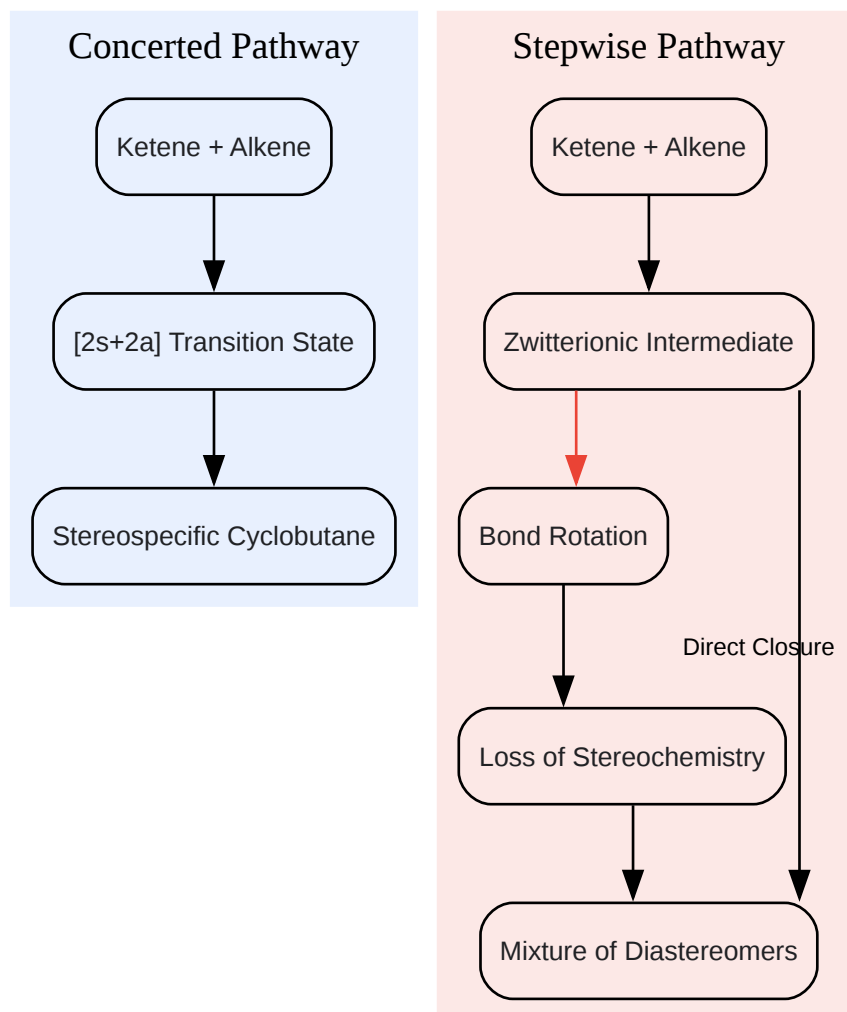 Concerted Pathway
Ketene + Alkene
[2s+2a] Transition State
Stereospecific Cyclobutane
Stepwise Pathway
Ketene + Alkene
Zwitterionic Intermediate
Bond Rotation
Direct Closure
Loss of Stereochemistry
Mixture of Diastereomers